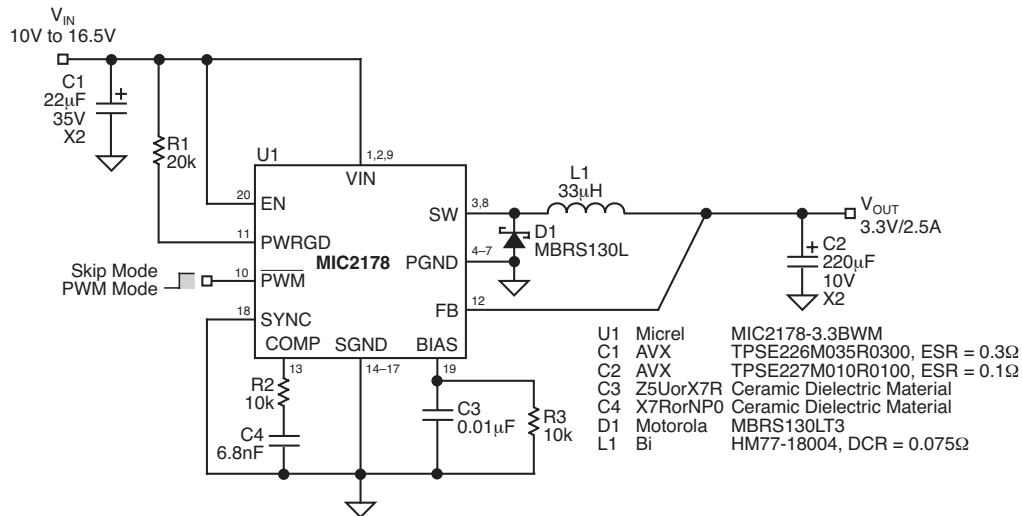 VIN
10V to 16.5V
C1
22µF
35V
X2
R1
20k
U1
1,2,9
VIN
20
EN
11
PWRGD
MIC2178
Skip Mode
PWM Mode
10
PWM
18
SYNC
COMP
SGND
BIAS
SW
3,8
PGND
4–7
FB
12
L1
33µH
D1
MBRS130L
VOUT
3.3V/2.5A
C2
220µF
10V
X2
13
14–17
19
R2
10k
C4
6.8nF
C3
0.01µF
R3
10k
U1 Micrel MIC2178-3.3BWM
C1 AVX TPSE226M035R0300, ESR = 0.3Ω
C2 AVX TPSE227M010R0100, ESR = 0.1Ω
C3 Z5UorX7R Ceramic Dielectric Material
C4 X7RorNP0 Ceramic Dielectric Material
D1 Motorola MBRS130LT3
L1 Bi HM77-18004, DCR = 0.075Ω